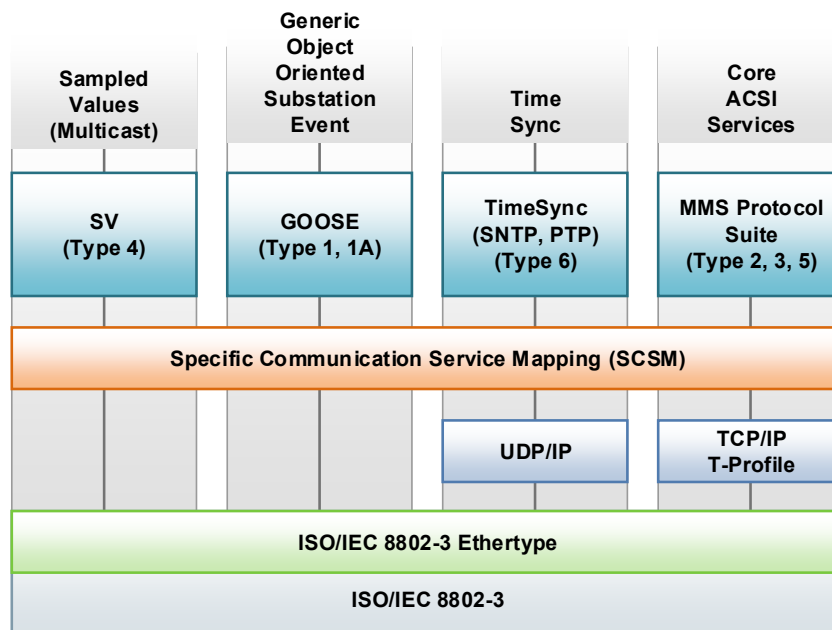 Sampled
Values
(Multicast)
Generic
Object
Oriented
Substation
Event
Time
Sync
Core
ACSI
Services
SV
(Type 4)
GOOSE
(Type 1, 1A)
TimeSync
(SNTP, PTP)
(Type 6)
MMS Protocol
Suite
(Type 2, 3, 5)
Specific Communication Service Mapping (SCSM)
UDP/IP
TCP/IP
T-Profile
ISO/IEC 8802-3 Ethertype
ISO/IEC 8802-3